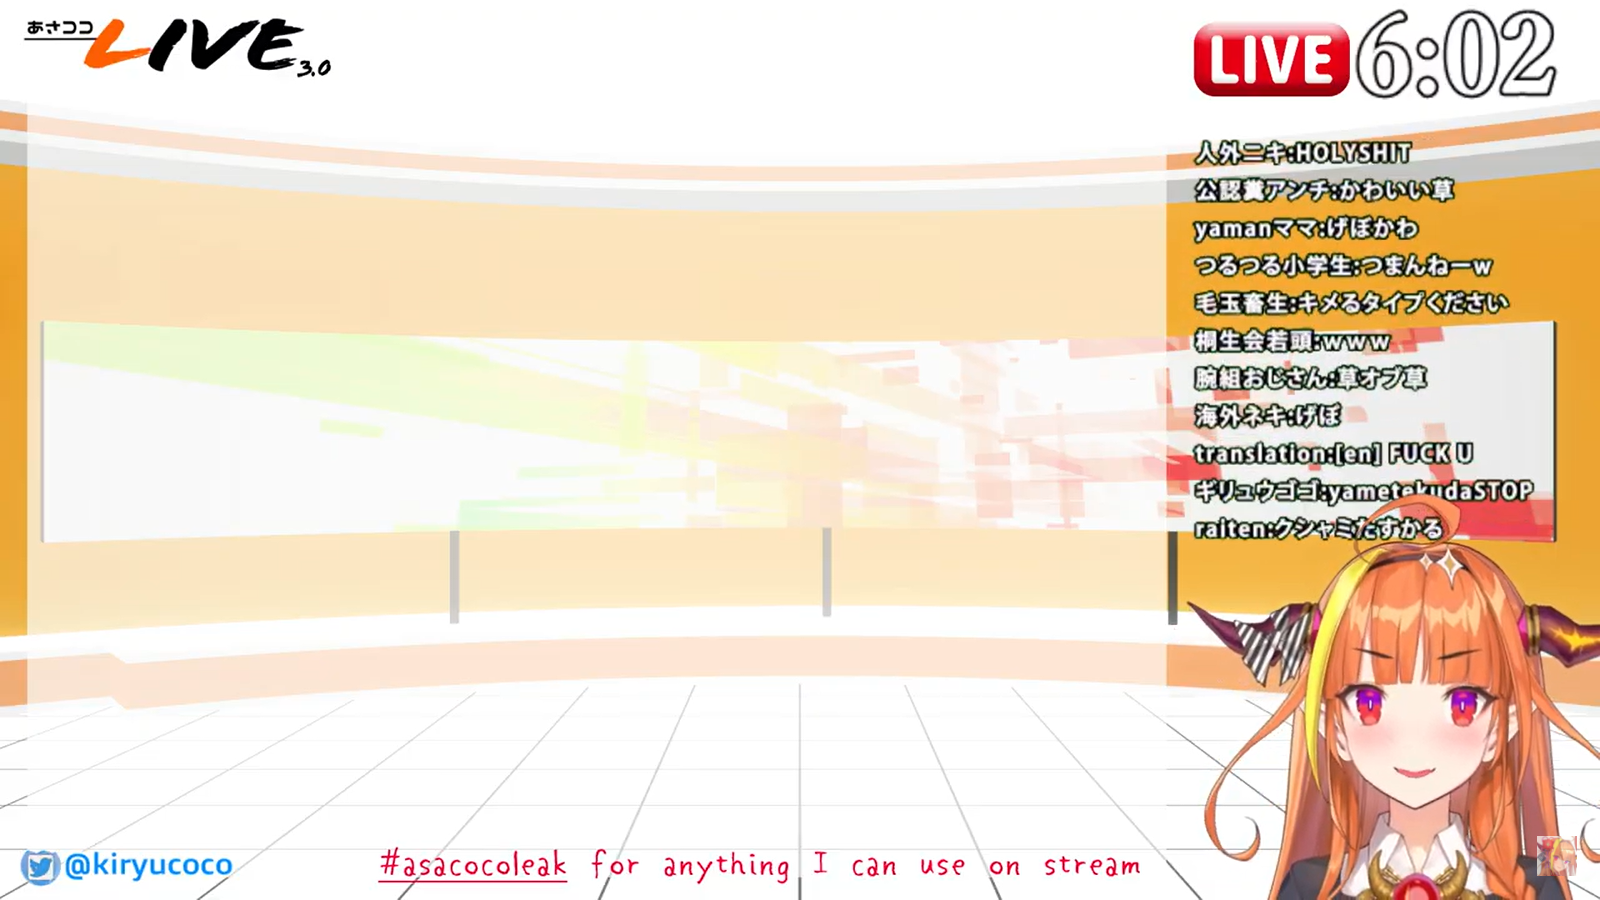 あさココ
LIVE 3.0
LIVE 6:02
人外ニキ:HOLYSHIT
公認糞アンチ:かわいい草
yamanママ:げぼかわ
つるつる小学生:つまんねーw
毛玉畜生:キメるタイプください
桐生会若頭:www
腕組おじさん:草オブ草
海外ネキ:げぼ
translation:[en] FUCK U
ギリュウゴゴ:yametekudaSTOP
raiten:クシャミたすかる
@kiryucoco
#asacocoleak for anything I can use on stream